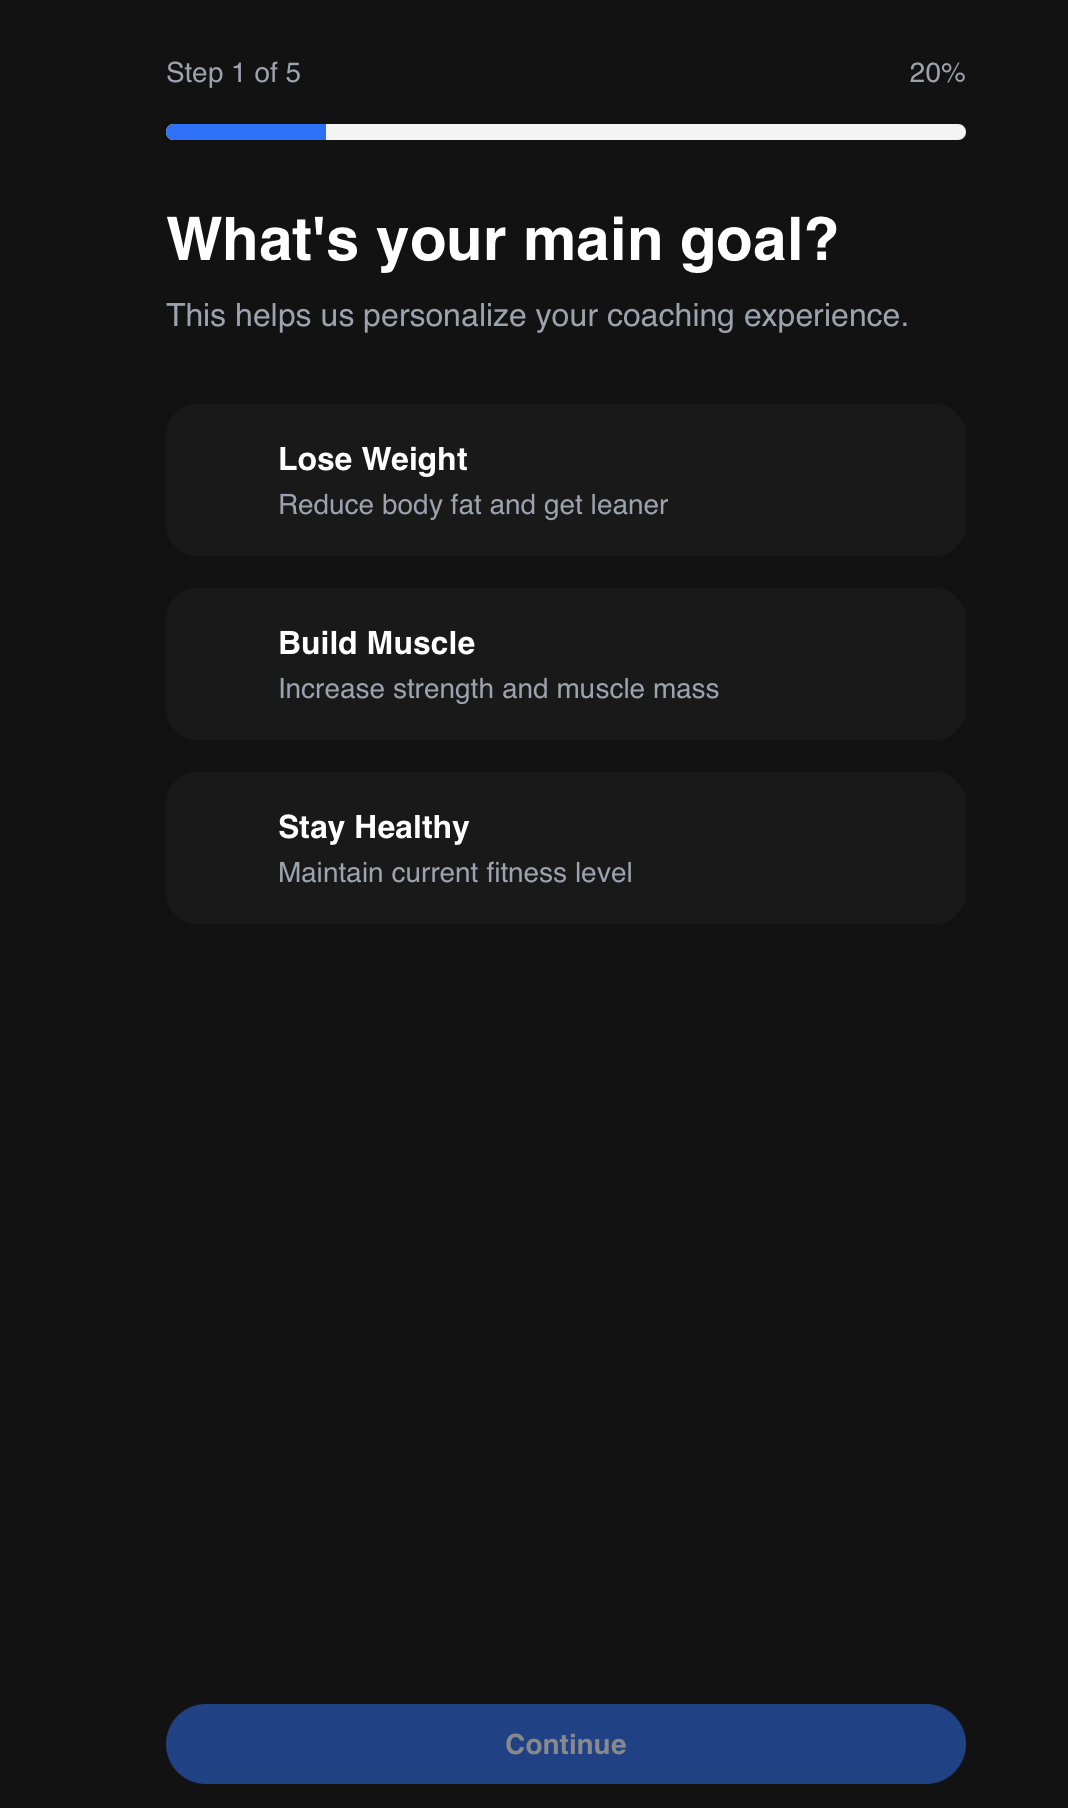 Step 1 of 5
20%
What's your main goal?
This helps us personalize your coaching experience.
Lose Weight
Reduce body fat and get leaner
Build Muscle
Increase strength and muscle mass
Stay Healthy
Maintain current fitness level
Continue